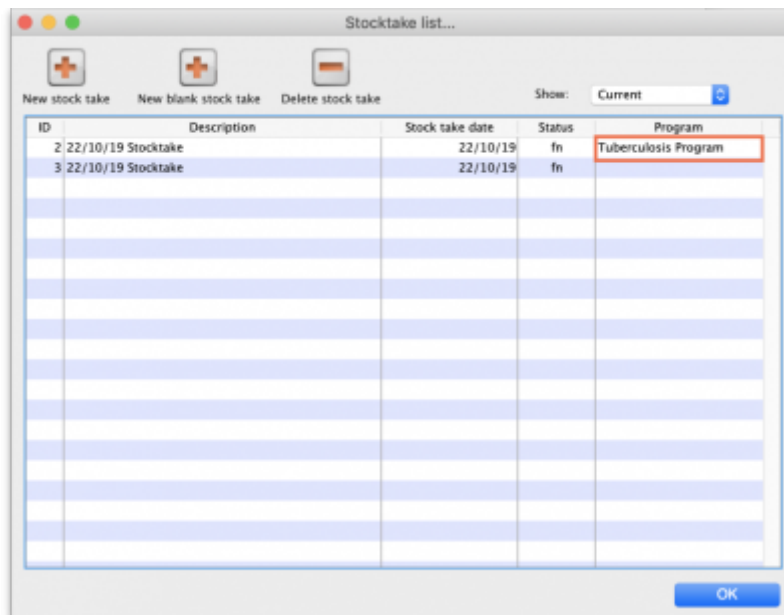 Stocktake list...
New stock take New blank stock take Delete stock take Show: Current
ID Description Stock take date Status Program
2 22/10/19 Stocktake 22/10/19 fn Tuberculosis Program
3 22/10/19 Stocktake 22/10/19 fn
OK